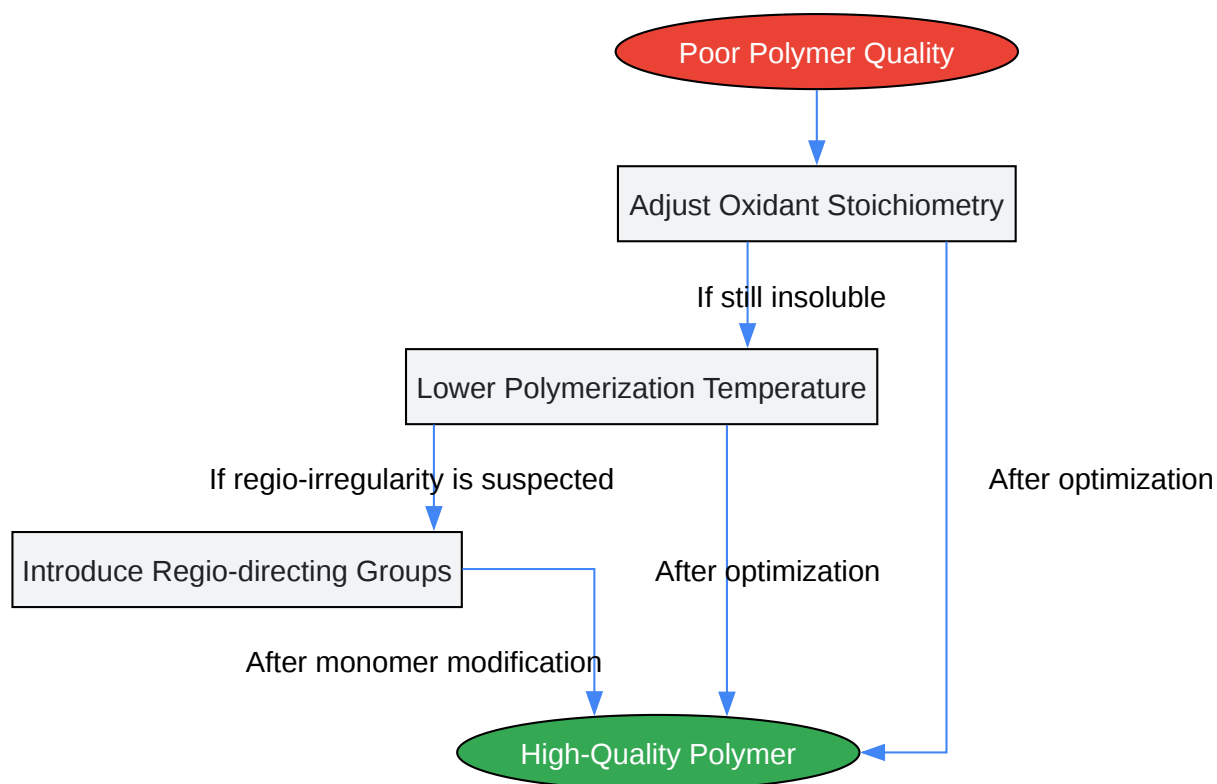 Poor Polymer Quality
Adjust Oxidant Stoichiometry
If still insoluble
Lower Polymerization Temperature
If regio-irregularity is suspected
After optimization
Introduce Regio-directing Groups
After optimization
After monomer modification
High-Quality Polymer